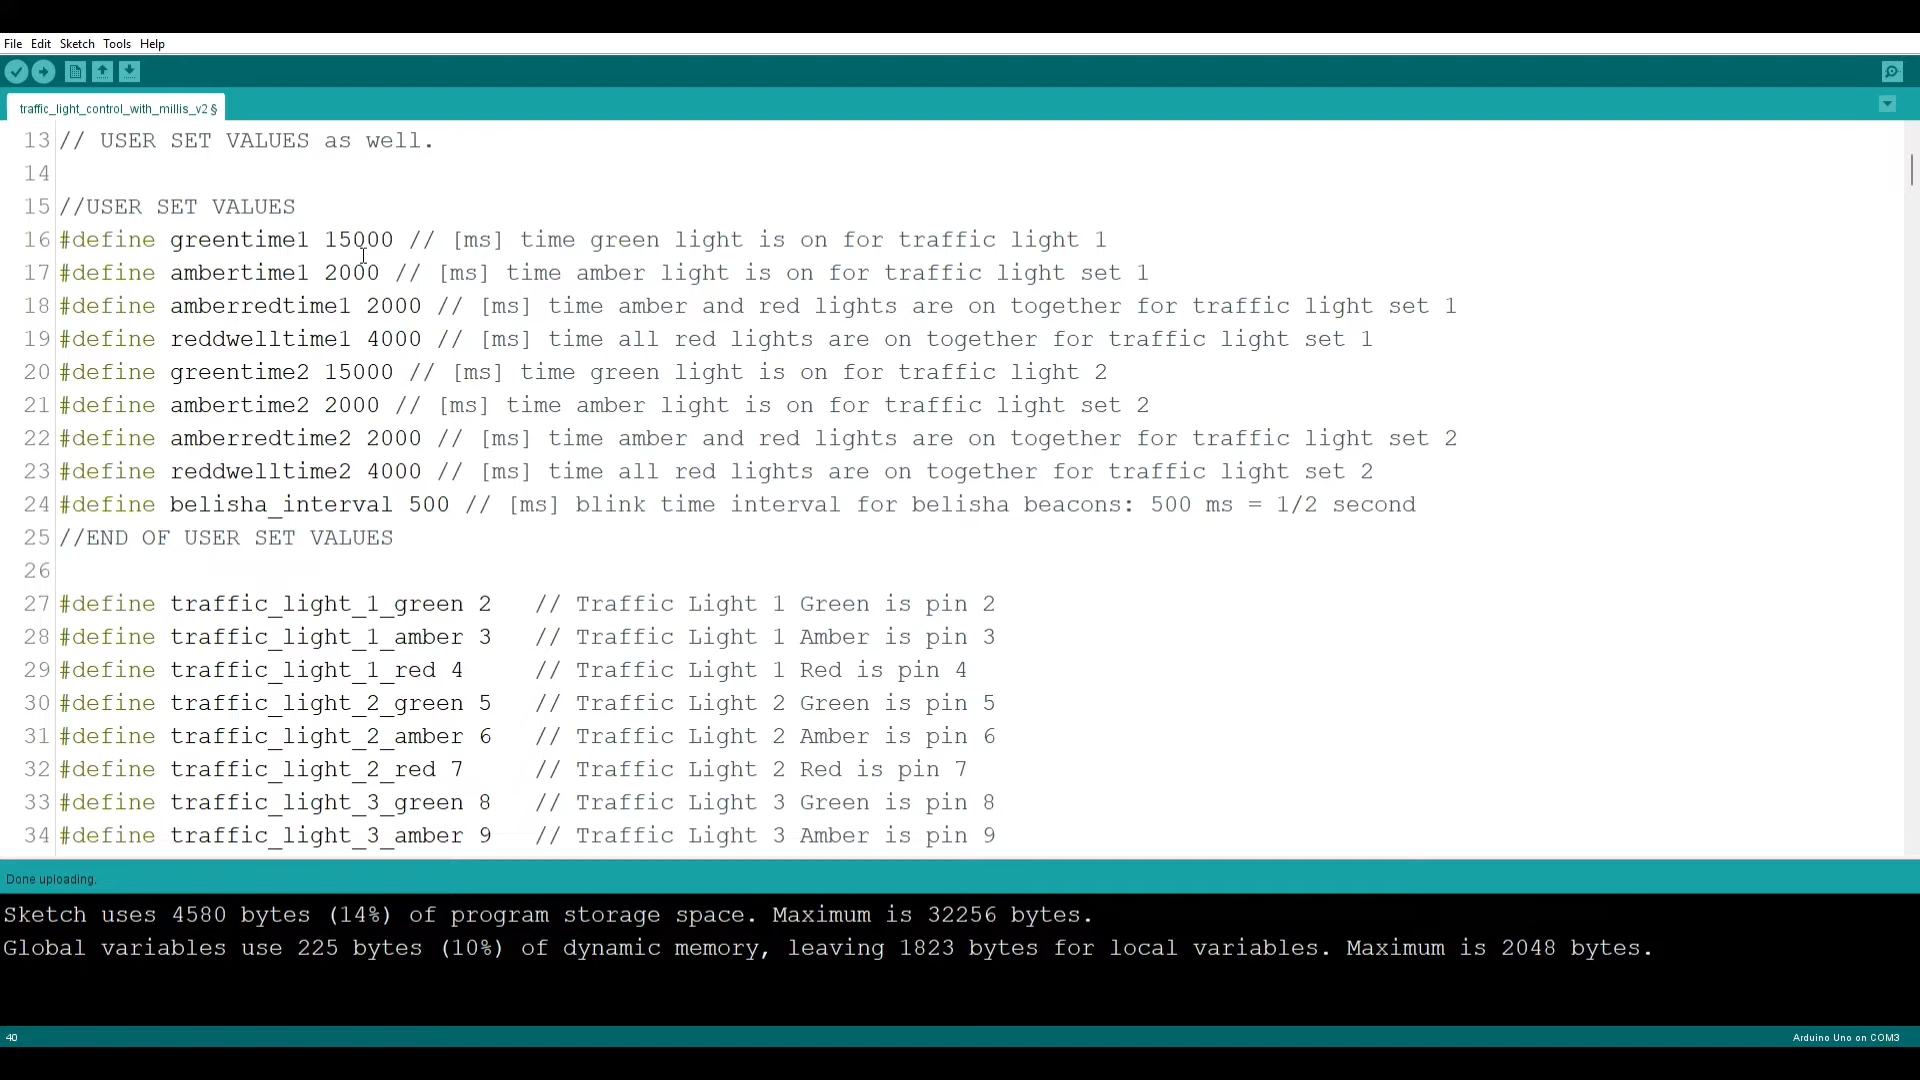 File Edit Sketch Tools Help
traffic_light_control_with_millis_v2 §
13 // USER SET VALUES as well.
14
15 //USER SET VALUES
16 #define greentime1 15000 // [ms] time green light is on for traffic light 1
17 #define ambertime1 2000 // [ms] time amber light is on for traffic light set 1
18 #define amberredtime1 2000 // [ms] time amber and red lights are on together for traffic light set 1
19 #define reddwelltime1 4000 // [ms] time all red lights are on together for traffic light set 1
20 #define greentime2 15000 // [ms] time green light is on for traffic light 2
21 #define ambertime2 2000 // [ms] time amber light is on for traffic light set 2
22 #define amberredtime2 2000 // [ms] time amber and red lights are on together for traffic light set 2
23 #define reddwelltime2 4000 // [ms] time all red lights are on together for traffic light set 2
24 #define belisha_interval 500 // [ms] blink time interval for belisha beacons: 500 ms = 1/2 second
25 //END OF USER SET VALUES
26
27 #define traffic_light_1_green 2   // Traffic Light 1 Green is pin 2
28 #define traffic_light_1_amber 3   // Traffic Light 1 Amber is pin 3
29 #define traffic_light_1_red 4     // Traffic Light 1 Red is pin 4
30 #define traffic_light_2_green 5   // Traffic Light 2 Green is pin 5
31 #define traffic_light_2_amber 6   // Traffic Light 2 Amber is pin 6
32 #define traffic_light_2_red 7     // Traffic Light 2 Red is pin 7
33 #define traffic_light_3_green 8   // Traffic Light 3 Green is pin 8
34 #define traffic_light_3_amber 9   // Traffic Light 3 Amber is pin 9
Done uploading.
Sketch uses 4580 bytes (14%) of program storage space. Maximum is 32256 bytes.
Global variables use 225 bytes (10%) of dynamic memory, leaving 1823 bytes for local variables. Maximum is 2048 bytes.
40
Arduino Uno on COM3